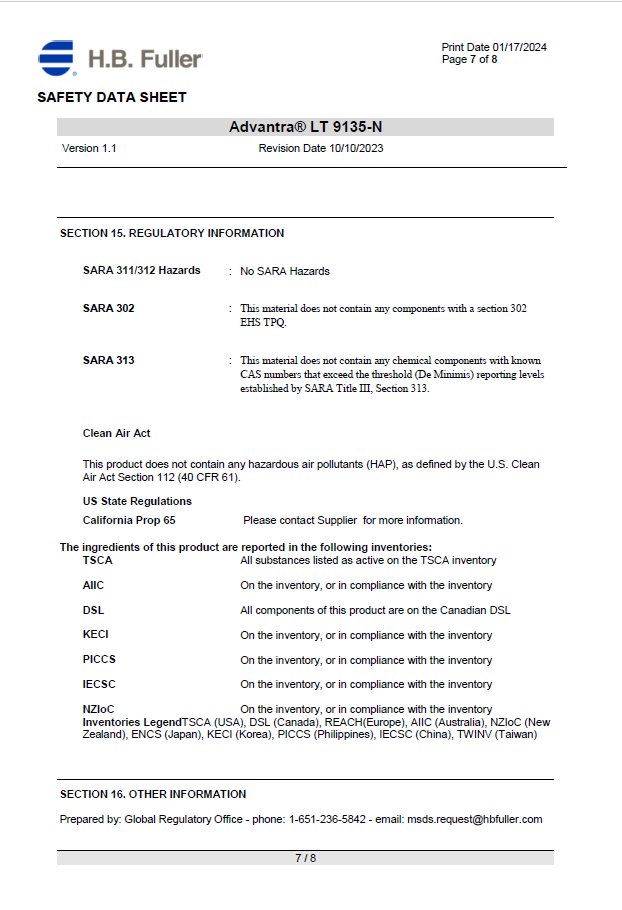 H.B. Fuller
Print Date 01/17/2024
Page 7 of 8
SAFETY DATA SHEET
Advantra® LT 9135-N
Version 1.1 Revision Date 10/10/2023
SECTION 15. REGULATORY INFORMATION
SARA 311/312 Hazards : No SARA Hazards
SARA 302 : This material does not contain any components with a section 302
EHS TPQ.
SARA 313 : This material does not contain any chemical components with known
CAS numbers that exceed the threshold (De Minimis) reporting levels
established by SARA Title III, Section 313.
Clean Air Act
This product does not contain any hazardous air pollutants (HAP), as defined by the U.S. Clean
Air Act Section 112 (40 CFR 61).
US State Regulations
California Prop 65 Please contact Supplier for more information.
The ingredients of this product are reported in the following inventories:
TSCA All substances listed as active on the TSCA inventory
AIIC On the inventory, or in compliance with the inventory
DSL All components of this product are on the Canadian DSL
KECI On the inventory, or in compliance with the inventory
PICCS On the inventory, or in compliance with the inventory
IECSC On the inventory, or in compliance with the inventory
NZIoC On the inventory, or in compliance with the inventory
Inventories LegendTSCA (USA), DSL (Canada), REACH(Europe), AIIC (Australia), NZIoC (New
Zealand), ENCS (Japan), KECI (Korea), PICCS (Philippines), IECSC (China), TWINV (Taiwan)
SECTION 16. OTHER INFORMATION
Prepared by: Global Regulatory Office - phone: 1-651-236-5842 - email: msds.request@hbfuller.com
7 / 8